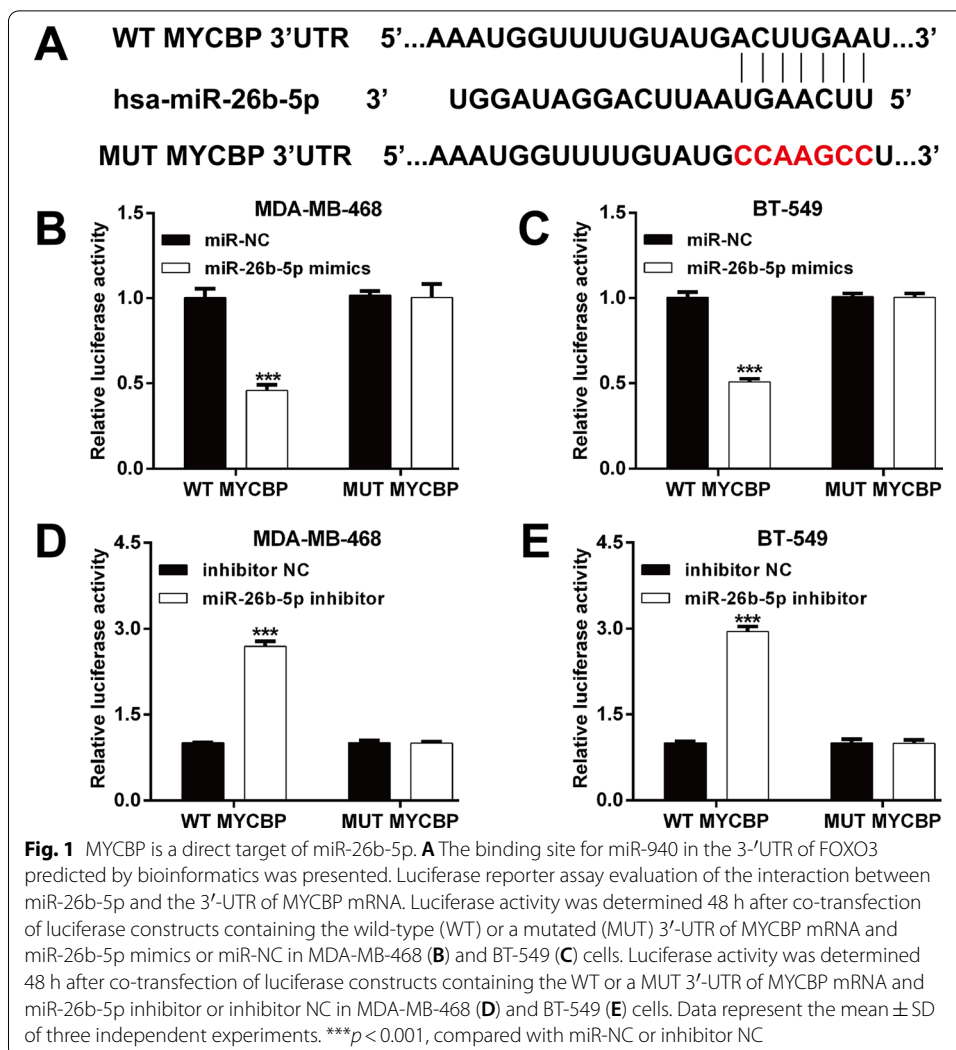 A
WT MYCBP 3'UTR 5'...AAAUGGUUUUGUAUGACUUGAAU...3'
hsa-miR-26b-5p 3' UGGAUAGGACUUAAUGAACUU 5'
MUT MYCBP 3'UTR 5'...AAAUGGUUUUGUAUGCCAAGCCU...3'
B
MDA-MB-468
Relative luciferase activity
1.5
1.0
0.5
0.0
miR-NC
miR-26b-5p mimics
***
WT MYCBP MUT MYCBP
C
BT-549
Relative luciferase activity
1.5
1.0
0.5
0.0
miR-NC
miR-26b-5p mimics
***
WT MYCBP MUT MYCBP
D
MDA-MB-468
Relative luciferase activity
4.5
3.0
1.5
0.0
inhibitor NC
miR-26b-5p inhibitor
***
WT MYCBP MUT MYCBP
E
BT-549
Relative luciferase activity
4.5
3.0
1.5
0.0
inhibitor NC
miR-26b-5p inhibitor
***
WT MYCBP MUT MYCBP
Fig. 1 MYCBP is a direct target of miR-26b-5p. A The binding site for miR-940 in the 3-′UTR of FOXO3
predicted by bioinformatics was presented. Luciferase reporter assay evaluation of the interaction between
miR-26b-5p and the 3′-UTR of MYCBP mRNA. Luciferase activity was determined 48 h after co-transfection
of luciferase constructs containing the wild-type (WT) or a mutated (MUT) 3′-UTR of MYCBP mRNA and
miR-26b-5p mimics or miR-NC in MDA-MB-468 (B) and BT-549 (C) cells. Luciferase activity was determined
48 h after co-transfection of luciferase constructs containing the WT or a MUT 3′-UTR of MYCBP mRNA and
miR-26b-5p inhibitor or inhibitor NC in MDA-MB-468 (D) and BT-549 (E) cells. Data represent the mean ± SD
of three independent experiments. ***p < 0.001, compared with miR-NC or inhibitor NC